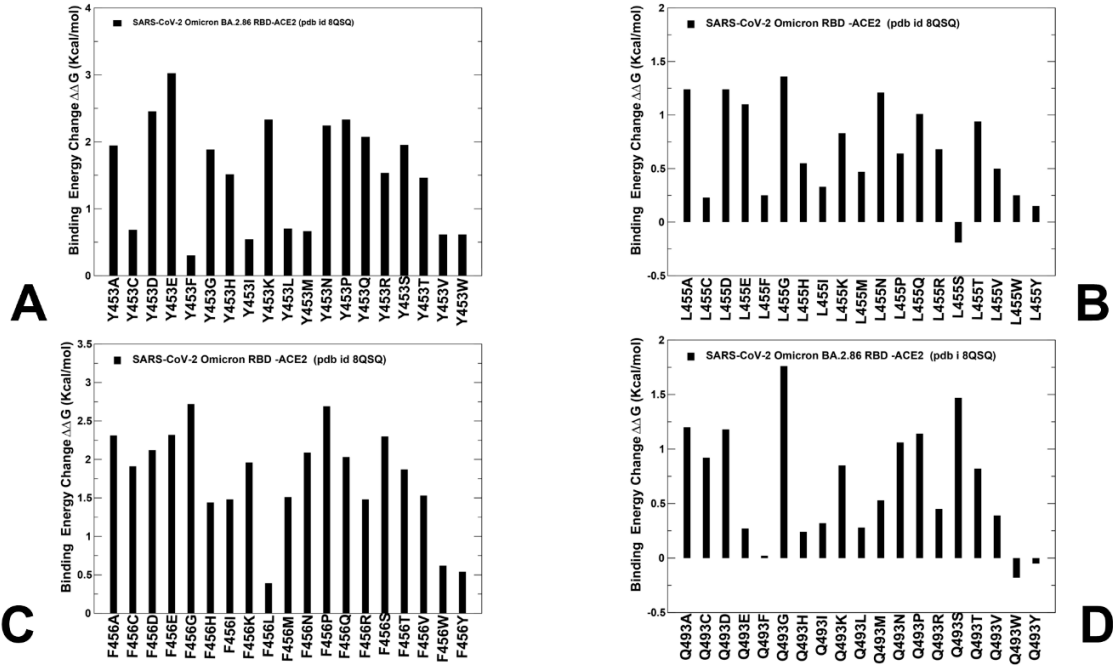 4
3
2
1
0
Binding Energy Change ΔΔG (Kcal/mol)
SARS-CoV-2 Omicron BA.2.86 RBD-ACE2 (pdb id 8QSQ)
Y453A
Y453C
Y453D
Y453E
Y453F
Y453G
Y453H
Y453I
Y453K
Y453L
Y453M
Y453N
Y453P
Y453Q
Y453R
Y453S
Y453T
Y453V
Y453W
A
2
1.5
1
0.5
0
-0.5
Binding Energy Change ΔΔG (Kcal/mol)
SARS-CoV-2 Omicron RBD -ACE2 (pdb id 8QSQ)
L455A
L455C
L455D
L455E
L455F
L455G
L455H
L455I
L455K
L455M
L455N
L455P
L455Q
L455R
L455S
L455T
L455V
L455W
L455Y
B
3.5
3
2.5
2
1.5
1
0.5
0
Binding Energy Change ΔΔG (Kcal/mol)
SARS-CoV-2 Omicron RBD -ACE2 (pdb id 8QSQ)
F456A
F456C
F456D
F456E
F456G
F456H
F456I
F456K
F456L
F456M
F456N
F456P
F456Q
F456R
F456S
F456T
F456V
F456W
F456Y
C
2
1.5
1
0.5
0
-0.5
Binding Energy Change ΔΔG (Kcal/mol)
SARS-CoV-2 Omicron BA.2.86 RBD -ACE2 (pdb i 8QSQ)
Q493A
Q493C
Q493D
Q493E
Q493F
Q493G
Q493H
Q493I
Q493K
Q493L
Q493M
Q493N
Q493P
Q493R
Q493S
Q493T
Q493V
Q493W
Q493Y
D